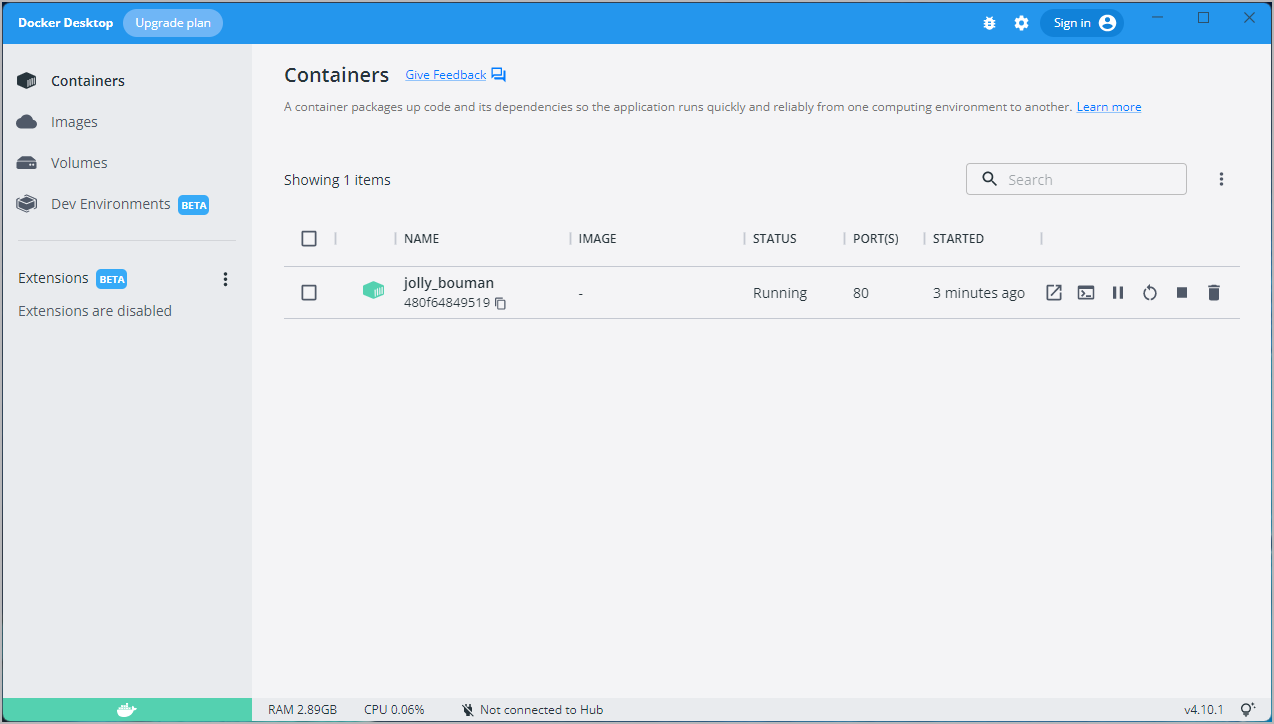 Docker Desktop Upgrade plan Sign in
Containers
Images
Volumes
Dev Environments BETA
Extensions BETA
Extensions are disabled
Containers Give Feedback
A container packages up code and its dependencies so the application runs quickly and reliably from one computing environment to another. Learn more
Showing 1 items Search
NAME IMAGE STATUS PORT(S) STARTED
jolly_bouman
480f64849519 - Running 80 3 minutes ago
RAM 2.89GB CPU 0.06% Not connected to Hub v4.10.1